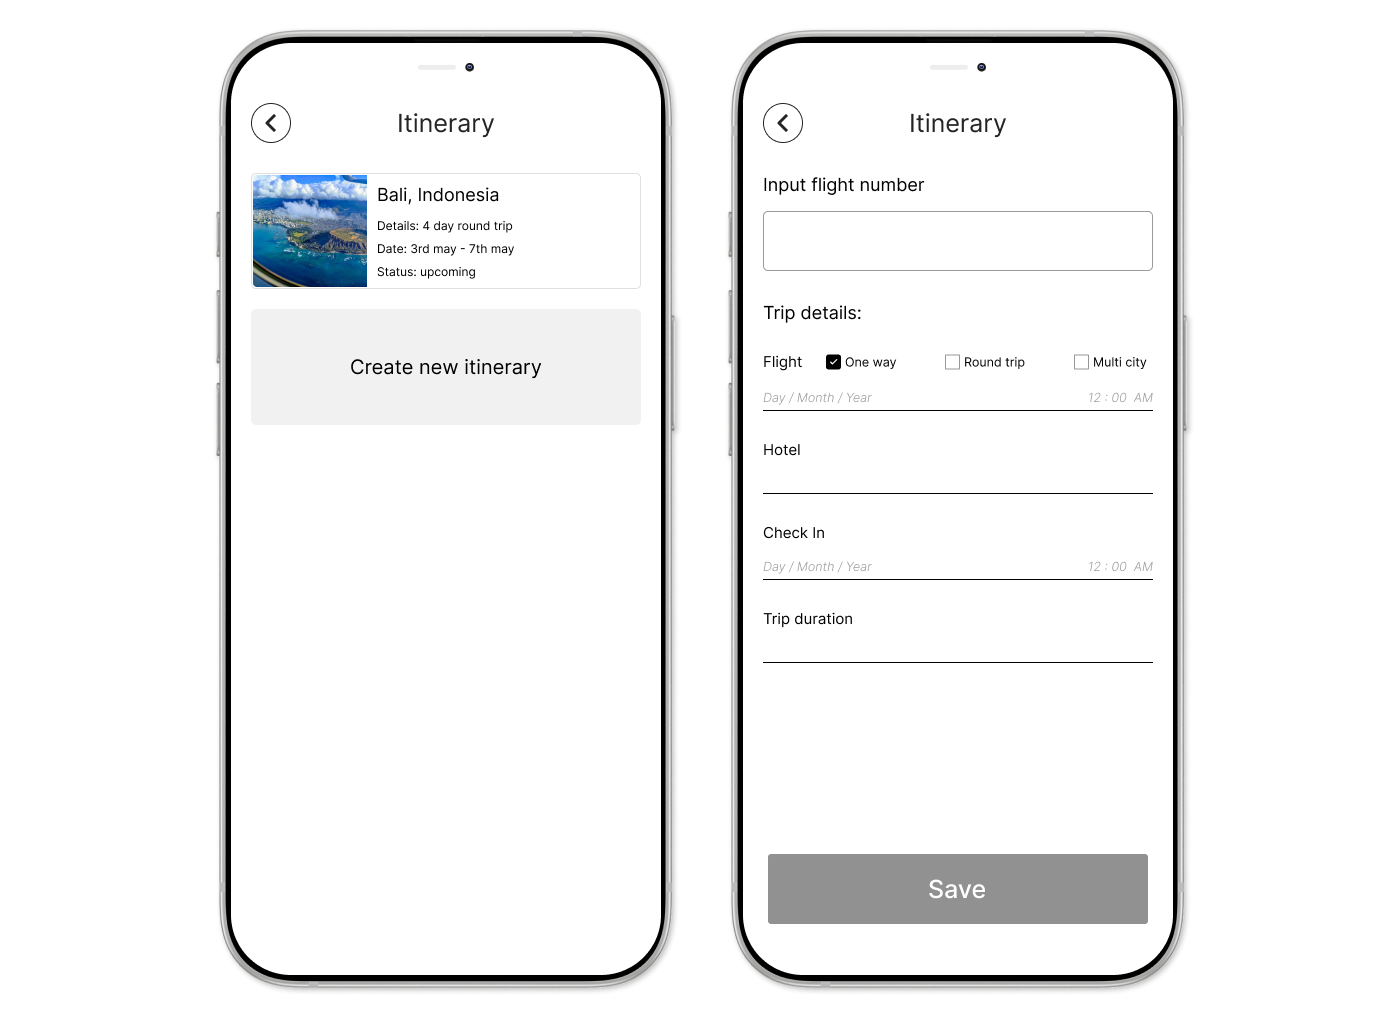 Itinerary
Bali, Indonesia
Details: 4 day round trip
Date: 3rd may - 7th may
Status: upcoming
Create new itinerary
Itinerary
Input flight number
Trip details:
Flight One way Round trip Multi city
Day / Month / Year 12 : 00 AM
Hotel
Check In
Day / Month / Year 12 : 00 AM
Trip duration
Save